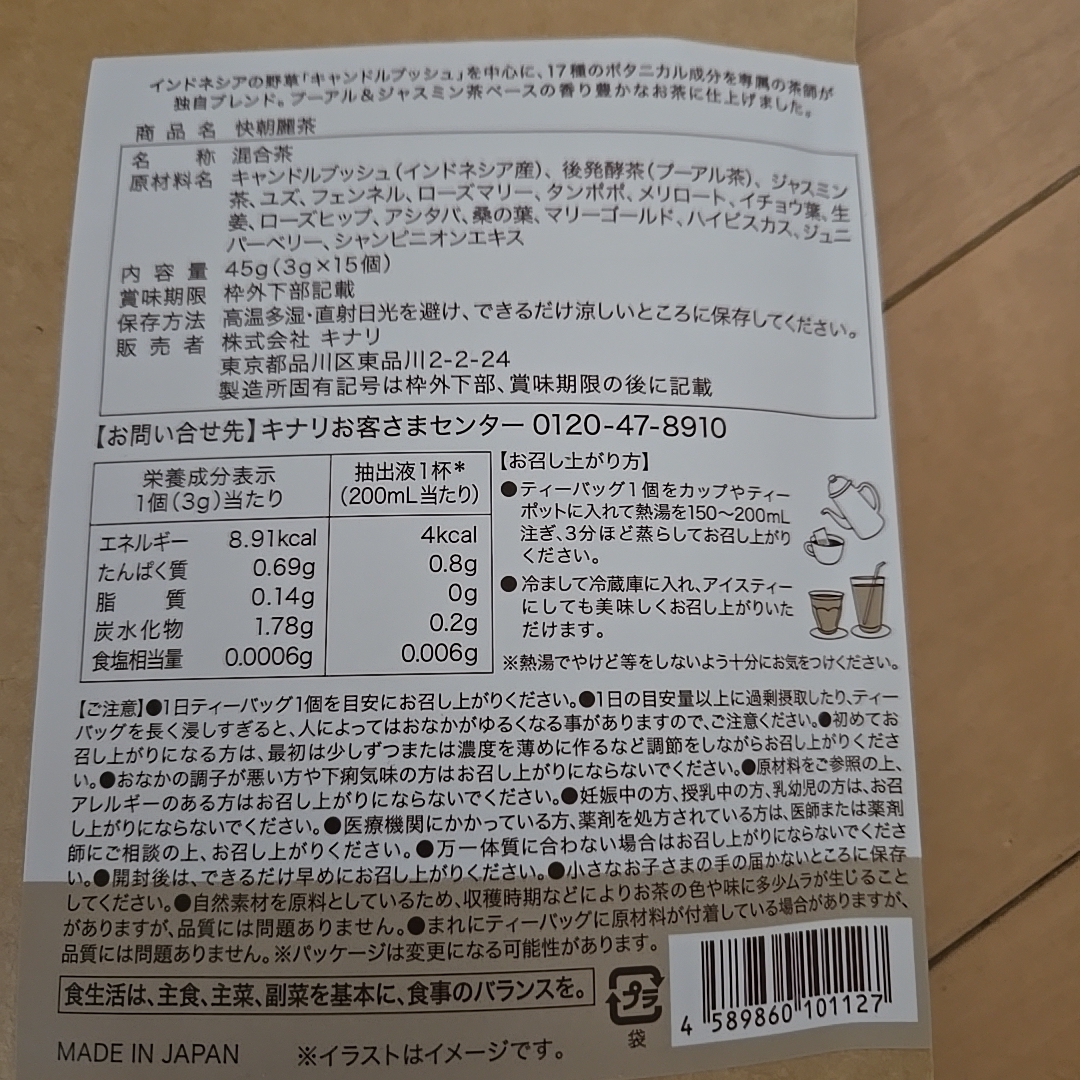 インドネシアの野草「キャンドルブッシュ」を中心に、17種のボタニカル成分を専属の茶師が
独自ブレンド。プーアル＆ジャスミン茶ベースの香り豊かなお茶に仕上げました。
商品名 快朝麗茶
名称 混合茶
原材料名 キャンドルブッシュ(インドネシア産)、後発酵茶(プーアル茶)、ジャスミン
茶、ユズ、フェンネル、ローズマリー、タンポポ、メリロート、イチョウ葉、生
姜、ローズヒップ、アシタバ、桑の葉、マリーゴールド、ハイビスカス、ジュニ
パーベリー、シャンピニオンエキス
内容量 45g(3g×15個)
賞味期限 枠外下部記載
保存方法 高温多湿・直射日光を避け、できるだけ涼しいところに保存してください。
販売者 株式会社 キナリ
東京都品川区東品川2-2-24
製造所固有記号は枠外下部、賞味期限の後に記載
【お問い合せ先】キナリお客さまセンター 0120-47-8910
栄養成分表示
1個(3g)当たり
抽出液1杯*
(200mL当たり)
エネルギー 8.91kcal 4kcal
たんぱく質 0.69g 0.8g
脂質 0.14g 0g
炭水化物 1.78g 0.2g
食塩相当量 0.0006g 0.006g
【お召し上がり方】
●ティーバッグ1個をカップやティー
ポットに入れて熱湯を150〜200mL
注ぎ、3分ほど蒸らしてお召し上がり
ください。
●冷まして冷蔵庫に入れ、アイスティー
にしても美味しくお召し上がりいた
だけます。
※熱湯でやけど等をしないよう十分にお気をつけください。
【ご注意】●1日ティーバッグ1個を目安にお召し上がりください。●1日の目安量以上に過剰摂取したり、ティー
バッグを長く浸しすぎると、人によってはおなかがゆるくなる事がありますので、ご注意ください。●初めてお
召し上がりになる方は、最初は少しずつまたは濃度を薄めに作るなど調節をしながらお召し上がりくださ
い。●おなかの調子が悪い方や下痢気味の方はお召し上がりにならないでください。●原材料をご参照の上、
アレルギーのある方はお召し上がりにならないでください。●妊娠中の方、授乳中の方、乳幼児の方は、お召
し上がりにならないでください。●医療機関にかかっている方、薬剤を処方されている方は、医師または薬剤
師にご相談の上、お召し上がりください。●万一体質に合わない場合はお召し上がりにならないでくださ
い。●開封後は、できるだけ早めにお召し上がりください。●小さなお子さまの手の届かないところに保存
してください。●自然素材を原料としているため、収穫時期などによりお茶の色や味に多少ムラが生じること
がありますが、品質には問題ありません。●まれにティーバッグに原材料が付着している場合がありますが、
品質には問題ありません。※パッケージは変更になる可能性があります。
食生活は、主食、主菜、副菜を基本に、食事のバランスを。
プラ
袋
4 589860 101127
MADE IN JAPAN ※イラストはイメージです。